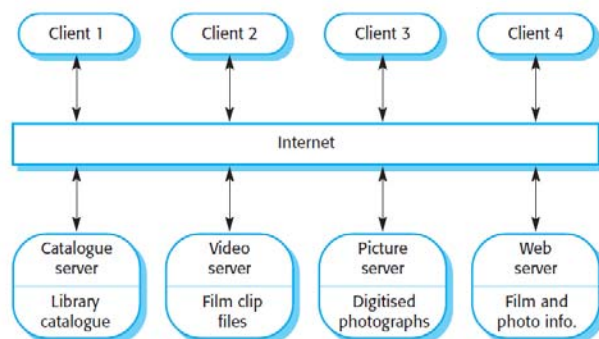 Client 1
Client 2
Client 3
Client 4
Internet
Catalogue
server
Library
catalogue
Video
server
Film clip
files
Picture
server
Digitised
photographs
Web
server
Film and
photo info.